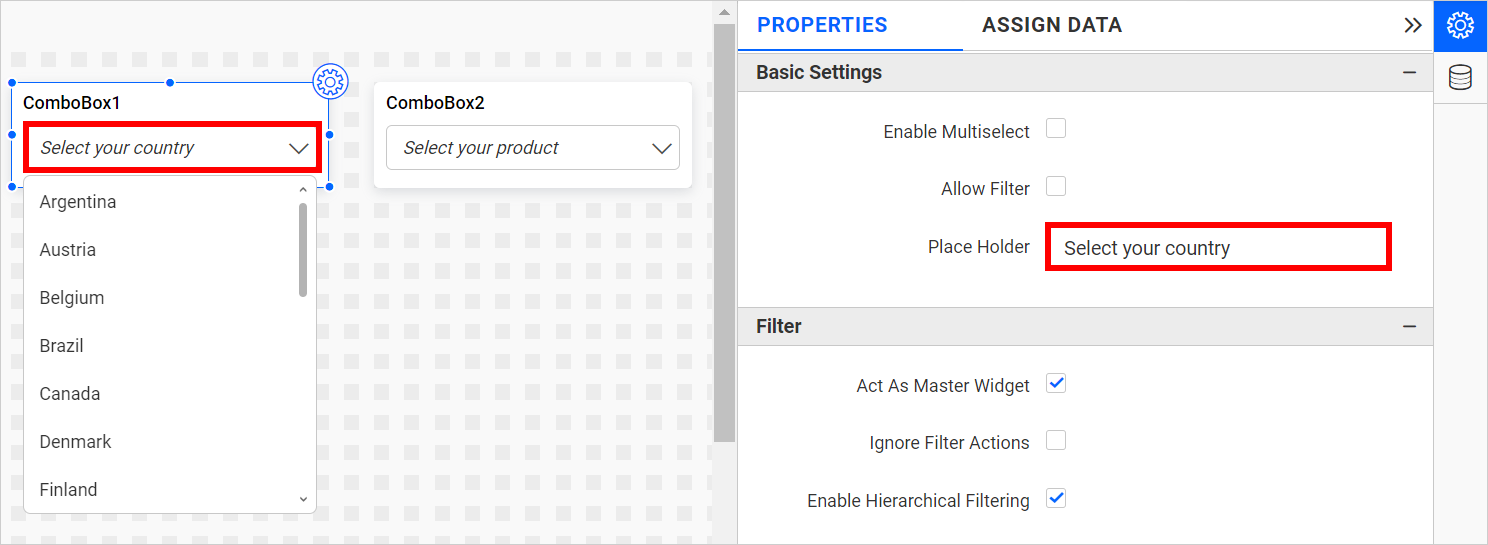 ComboBox1
Select your country
Argentina
Austria
Belgium
Brazil
Canada
Denmark
Finland
ComboBox2
Select your product
PROPERTIES
ASSIGN DATA
Basic Settings
Enable Multiselect
Allow Filter
Place Holder
Select your country
Filter
Act As Master Widget
Ignore Filter Actions
Enable Hierarchical Filtering